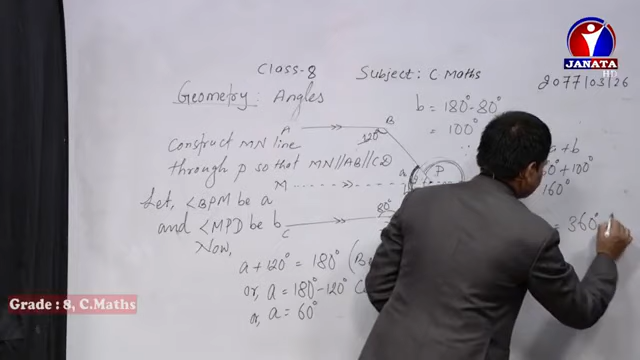 JANATA
HD
Class-8 Subject: C Maths 2077/03/26
Geometry: Angles
Construct MN line
through p so that MN||AB||CD
Let, ∠BPM be a
and ∠MPD be b
Now,
a + 120° = 180°
or, a = 180° - 120°
or, a = 60°
A
B
120°
M
a
P
80°
C
b = 180° - 80°
= 100°
a + b
+ 100°
160°
= 360°
Grade : 8, C.Maths